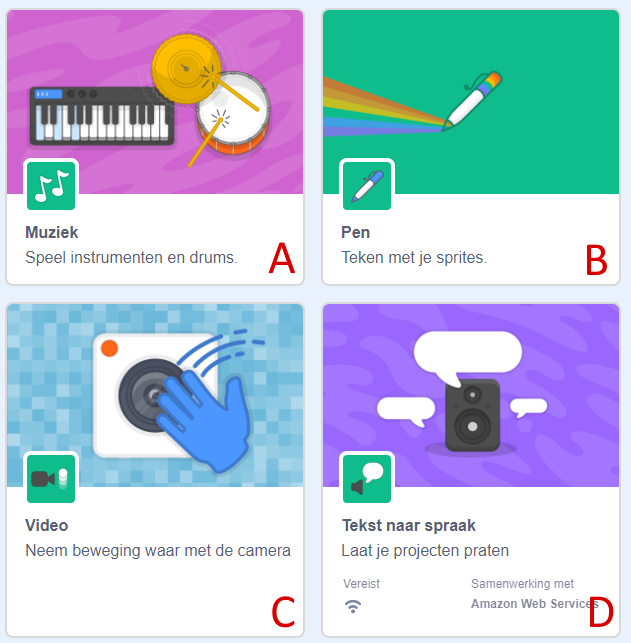 Muziek
Speel instrumenten en drums.
A
Pen
Teken met je sprites.
B
Video
Neem beweging waar met de camera
C
Tekst naar spraak
Laat je projecten praten
Vereist
Samenwerking met
Amazon Web Services
D